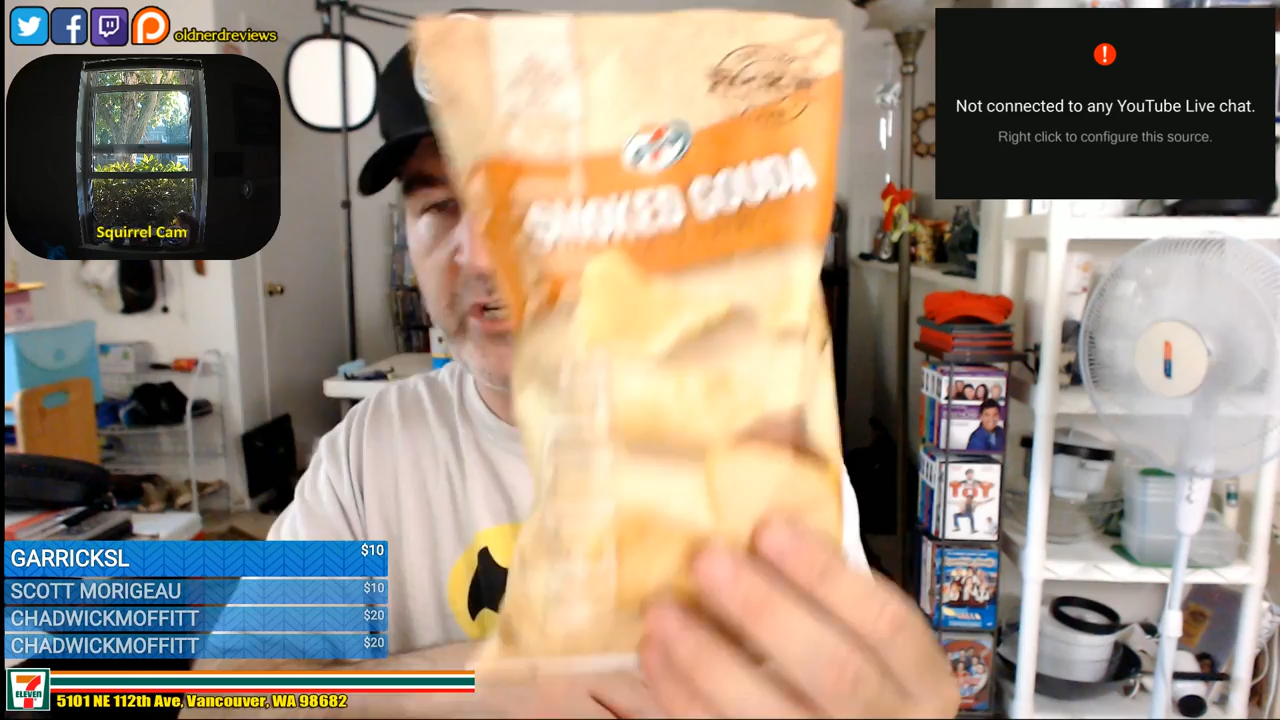 oldnerdreviews
Squirrel Cam
!
Not connected to any YouTube Live chat.
Right click to configure this source.
SMOKED GOUDA
TOY
GARRICKSL $10
SCOTT MORIGEAU $10
CHADWICKMOFFITT $20
CHADWICKMOFFITT $20
7
ELEVEN
5101 NE 112th Ave, Vancouver, WA 98682